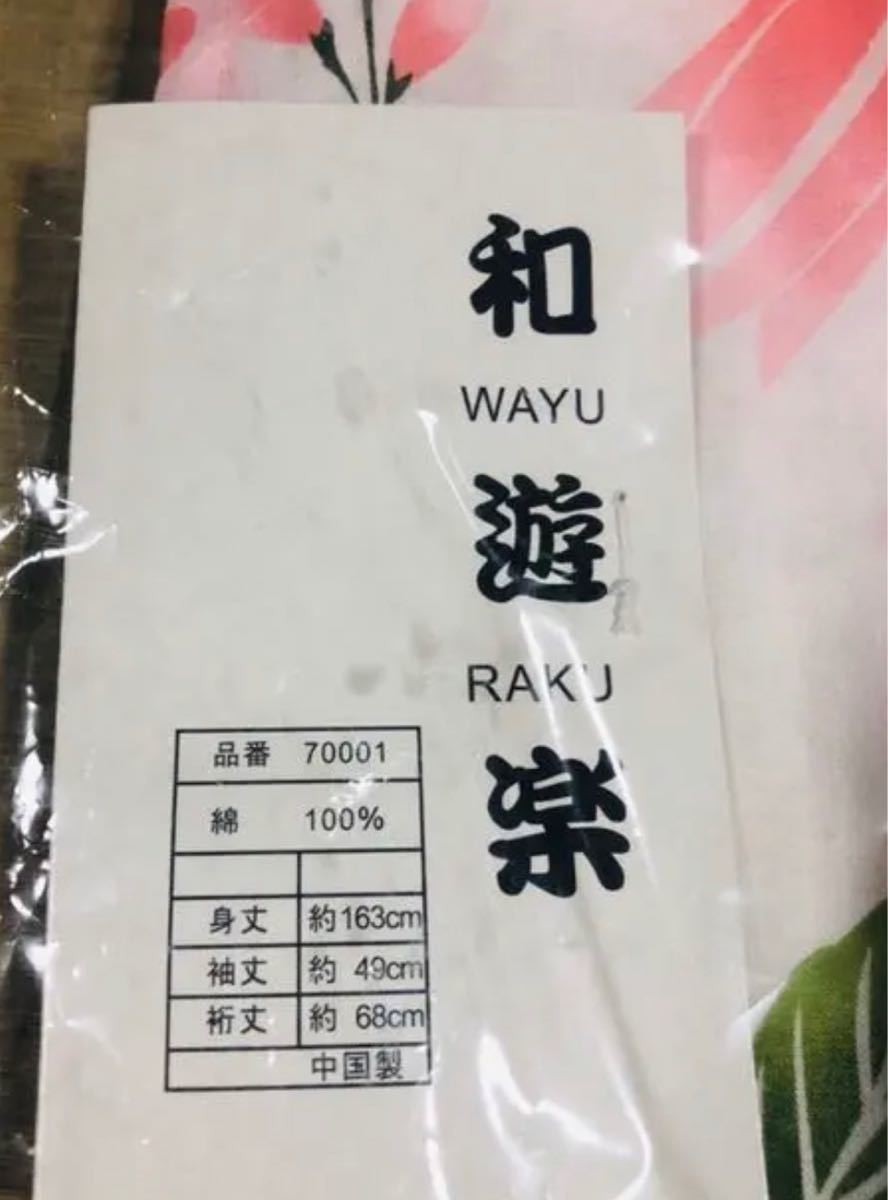 和
WAYU
遊
RAKU
楽
品番 70001
綿 100%
身丈 約163cm
袖丈 約 49cm
裄丈 約 68cm
中国製